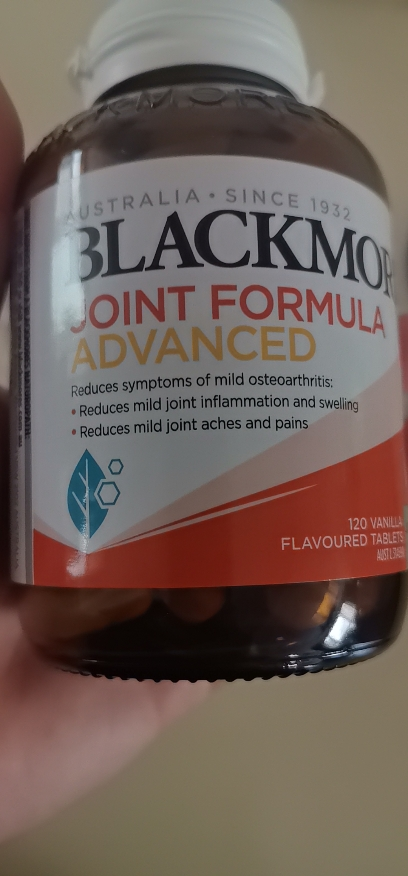 AUSTRALIA • SINCE 1932
BLACKMOR
JOINT FORMULA
ADVANCED
Reduces symptoms of mild osteoarthritis:
• Reduces mild joint inflammation and swelling
• Reduces mild joint aches and pains
120 VANILLA
FLAVOURED TABLETS